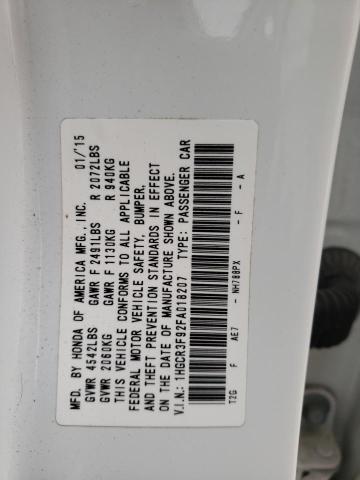 MFD. BY HONDA OF AMERICA MFG., INC. 01/'15
GVWR 4542LBS GAWR F 2491LBS R 2072LBS
GVWR 2060KG GAWR F 1130KG R 940KG
THIS VEHICLE CONFORMS TO ALL APPLICABLE
FEDERAL MOTOR VEHICLE SAFETY, BUMPER,
AND THEFT PREVENTION STANDARDS IN EFFECT
ON THE DATE OF MANUFACTURE SHOWN ABOVE.
V.I.N.: 1HGCR3F92FA018207 TYPE: PASSENGER CAR
T2G F AE7 - NH788PX - F - A